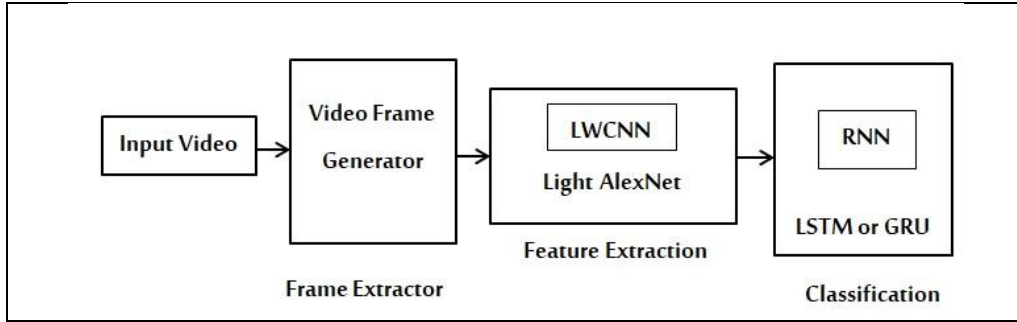 Input Video
Video Frame
Generator
Frame Extractor
LWCNN
Light AlexNet
Feature Extraction
RNN
LSTM or GRU
Classification